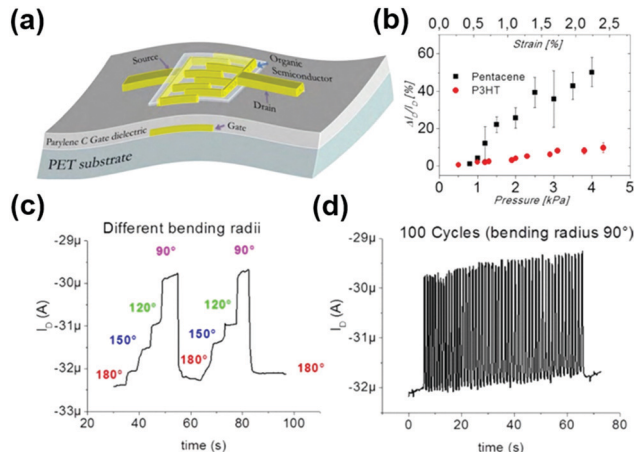 (a)
Source
Organic
Semiconductor
Drain
Parylene C Gate dielectric
Gate
PET substrate
(b)
0,0 0,5 1,0 1,5 2,0 2,5
Strain [%]
Pentacene
P3HT
ΔI_D/I_D [%]
60
40
20
0
0 1 2 3 4 5
Pressure [kPa]
(c)
Different bending radii
-29µ
-30µ
-31µ
-32µ
-33µ
I_D (A)
90°
90°
120°
120°
150°
150°
180°
180°
180°
20 40 60 80 100
time (s)
(d)
100 Cycles (bending radius 90°)
-29µ
-30µ
-31µ
-32µ
I_D (A)
0 20 40 60 80
time (s)